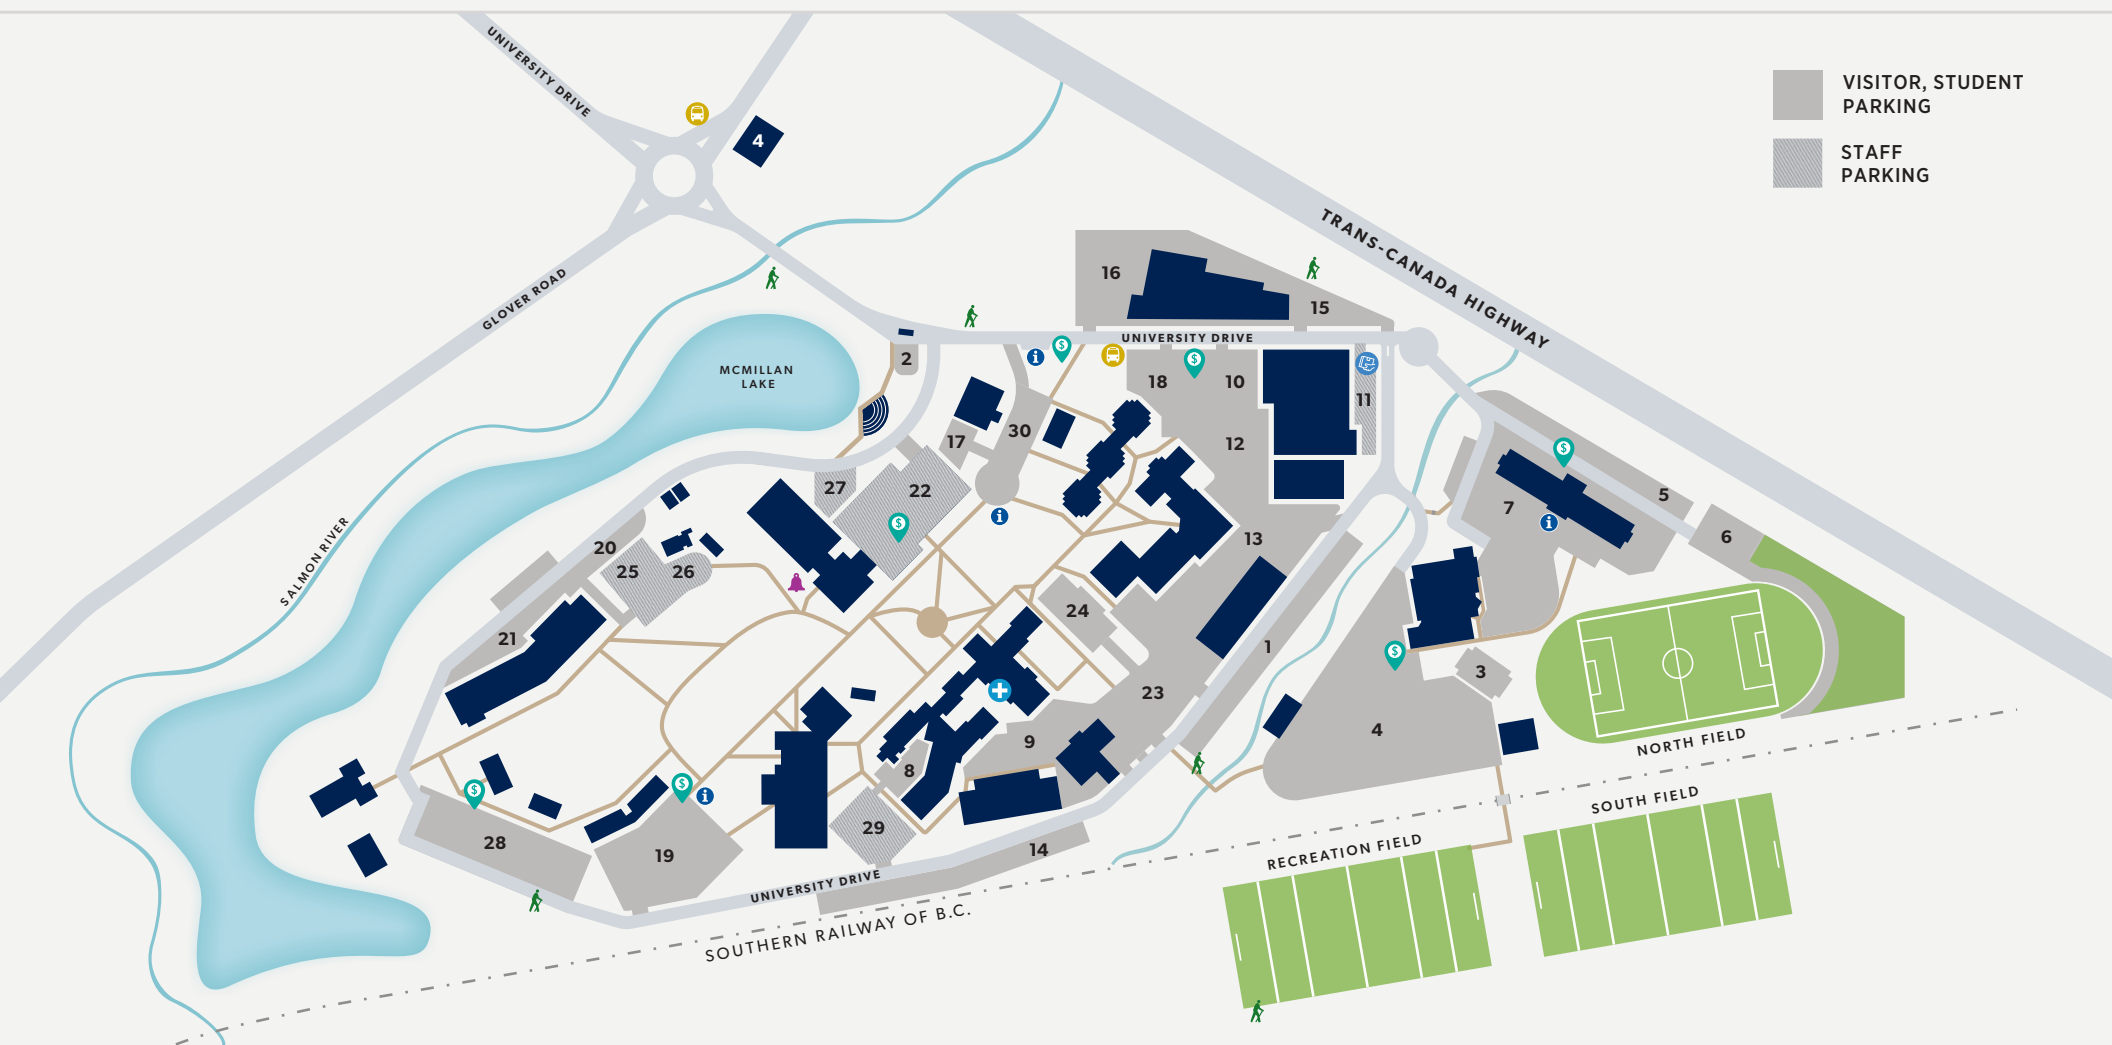 UNIVERSITY DRIVE
VISITOR, STUDENT
PARKING
STAFF
PARKING
4
TRANS-CANADA HIGHWAY
GLOVER ROAD
16
15
UNIVERSITY DRIVE
2
MCMILLAN
LAKE
18
10
11
17
30
12
27
22
5
7
6
SALMON RIVER
20
25
26
13
21
24
1
3
23
4
9
8
NORTH FIELD
SOUTH FIELD
29
28
19
14
RECREATION FIELD
UNIVERSITY DRIVE
SOUTHERN RAILWAY OF B.C.
$
$
$
$
$
$
$
i
i
i
i